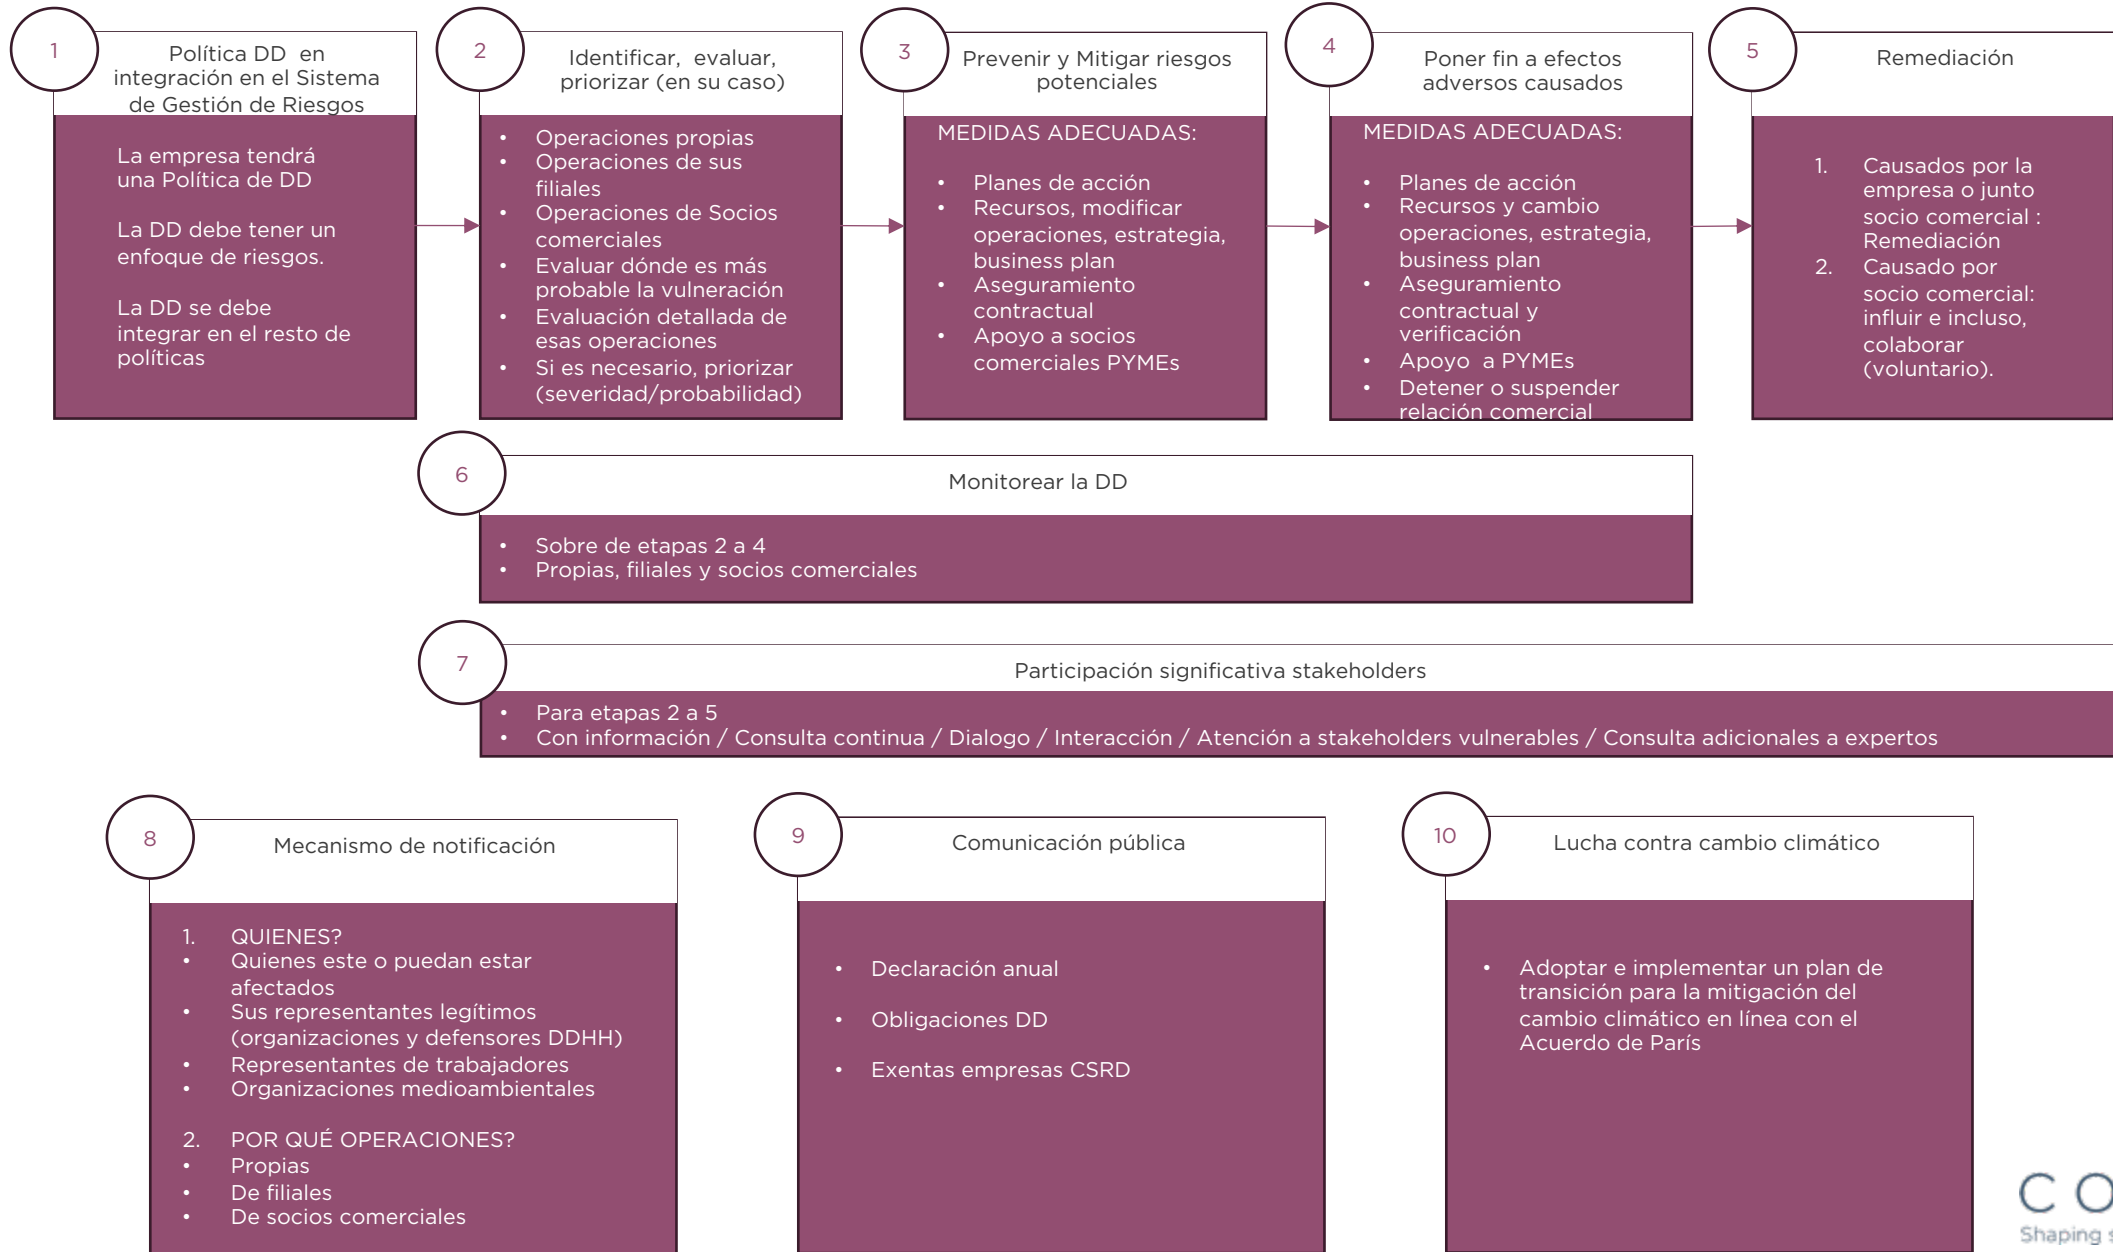 1
Política DD en
integración en el Sistema
de Gestión de Riesgos
La empresa tendrá
una Política de DD
La DD debe tener un
enfoque de riesgos.
La DD se debe
integrar en el resto de
políticas
2
Identificar, evaluar,
priorizar (en su caso)
• Operaciones propias
• Operaciones de sus
filiales
• Operaciones de Socios
comerciales
• Evaluar dónde es más
probable la vulneración
• Evaluación detallada de
esas operaciones
• Si es necesario, priorizar
(severidad/probabilidad)
3
Prevenir y Mitigar riesgos
potenciales
MEDIDAS ADECUADAS:
• Planes de acción
• Recursos, modificar
operaciones, estrategia,
business plan
• Aseguramiento
contractual
• Apoyo a socios
comerciales PYMEs
4
Poner fin a efectos
adversos causados
MEDIDAS ADECUADAS:
• Planes de acción
• Recursos y cambio
operaciones, estrategia,
business plan
• Aseguramiento
contractual y
verificación
• Apoyo a PYMEs
• Detener o suspender
relación comercial
5
Remediación
1. Causados por la
empresa o junto
socio comercial :
Remediación
2. Causado por
socio comercial:
influir e incluso,
colaborar
(voluntario).
6
Monitorear la DD
• Sobre de etapas 2 a 4
• Propias, filiales y socios comerciales
7
Participación significativa stakeholders
• Para etapas 2 a 5
• Con información / Consulta continua / Dialogo / Interacción / Atención a stakeholders vulnerables / Consulta adicionales a expertos
8
Mecanismo de notificación
1. QUIENES?
• Quienes este o puedan estar
afectados
• Sus representantes legítimos
(organizaciones y defensores DDHH)
• Representantes de trabajadores
• Organizaciones medioambientales
2. POR QUÉ OPERACIONES?
• Propias
• De filiales
• De socios comerciales
9
Comunicación pública
• Declaración anual
• Obligaciones DD
• Exentas empresas CSRD
10
Lucha contra cambio climático
• Adoptar e implementar un plan de
transición para la mitigación del
cambio climático en línea con el
Acuerdo de París
CO
Shaping s